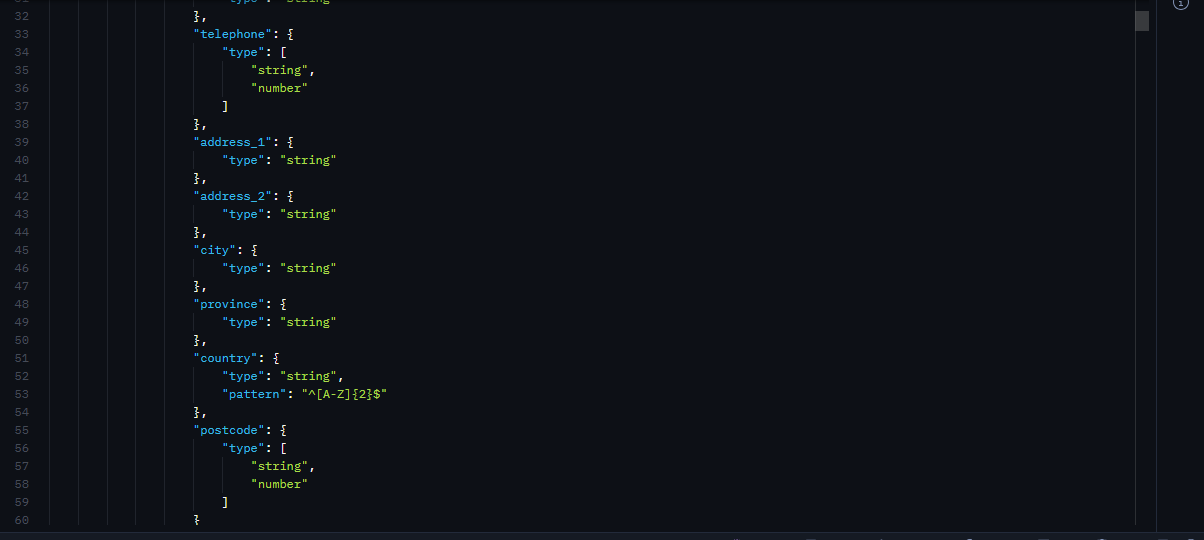 32 },
33 "telephone": {
34 "type": [
35 "string",
36 "number"
37 ]
38 },
39 "address_1": {
40 "type": "string"
41 },
42 "address_2": {
43 "type": "string"
44 },
45 "city": {
46 "type": "string"
47 },
48 "province": {
49 "type": "string"
50 },
51 "country": {
52 "type": "string",
53 "pattern": "^[A-Z]{2}$"
54 },
55 "postcode": {
56 "type": [
57 "string",
58 "number"
59 ]
60 }